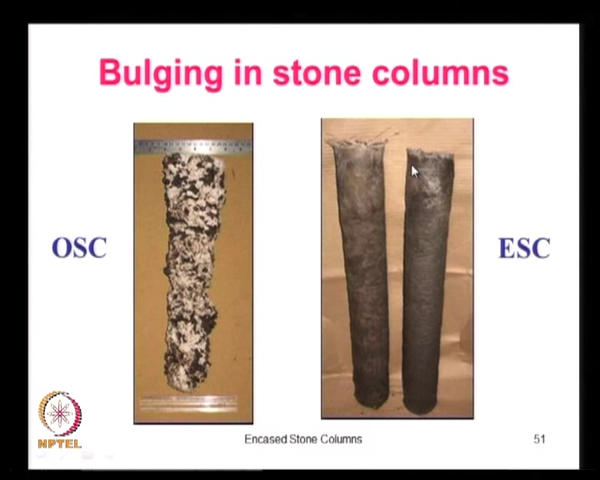 Bulging in stone columns
OSC
ESC
NPTEL
Encased Stone Columns
51